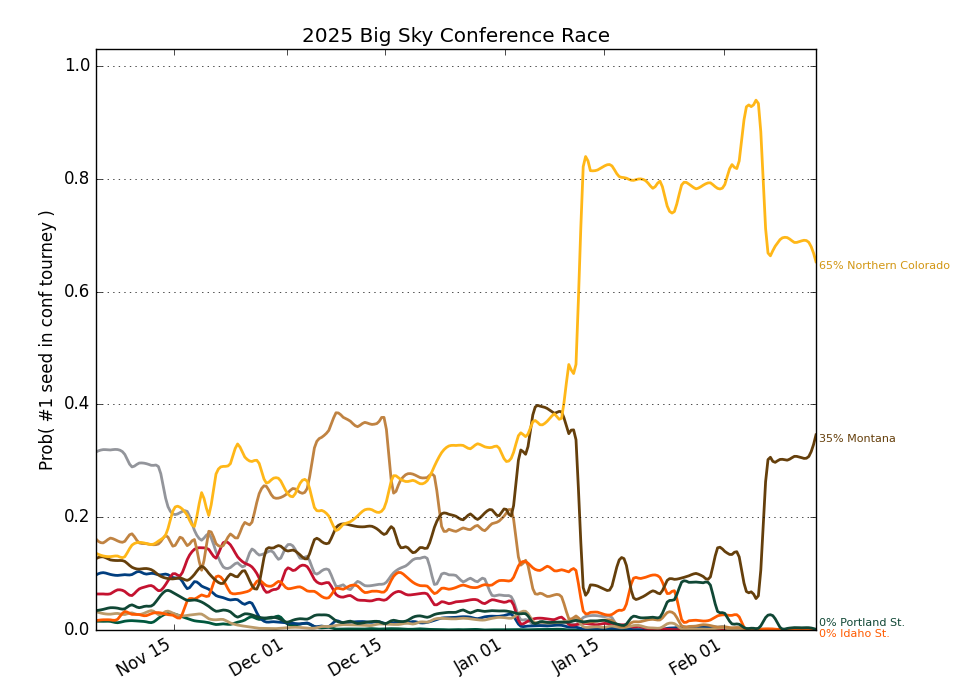 2025 Big Sky Conference Race
Prob( #1 seed in conf tourney )
1.0
0.8
0.6
0.4
0.2
0.0
Nov 15
Dec 01
Dec 15
Jan 01
Jan 15
Feb 01
65% Northern Colorado
35% Montana
0% Portland St.
0% Idaho St.